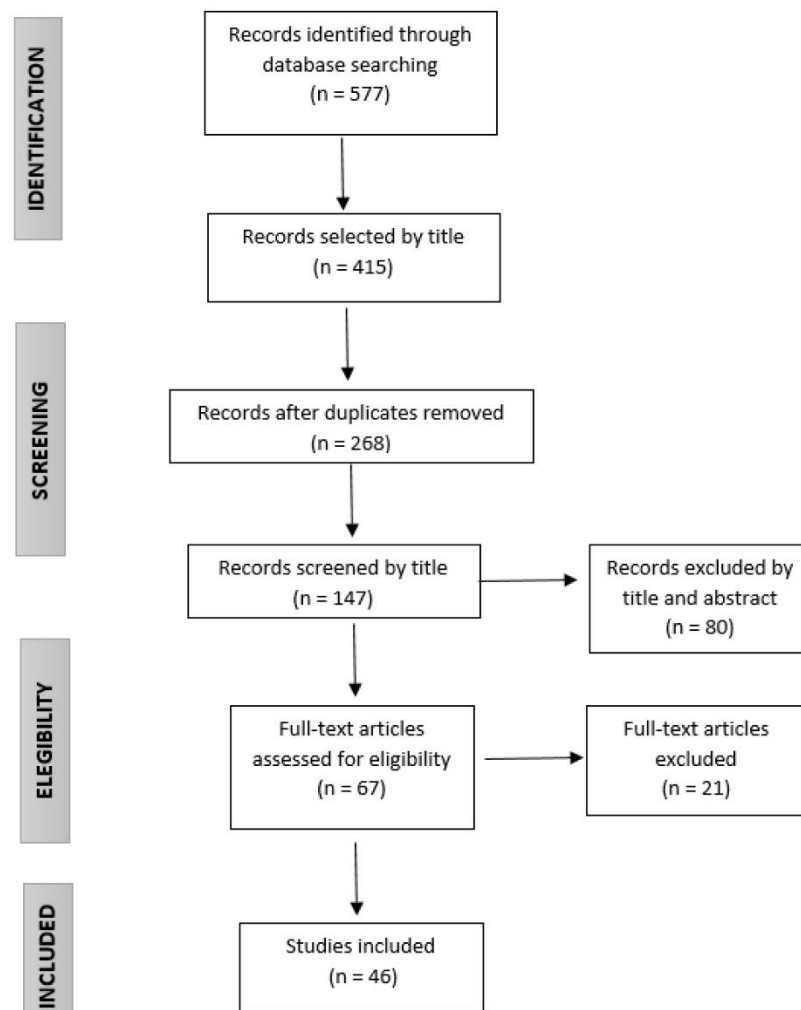 IDENTIFICATION
Records identified through
database searching
(n = 577)
Records selected by title
(n = 415)
SCREENING
Records after duplicates removed
(n = 268)
Records screened by title
(n = 147)
Records excluded by
title and abstract
(n = 80)
ELEGIBILITY
Full-text articles
assessed for eligibility
(n = 67)
Full-text articles
excluded
(n = 21)
INCLUDED
Studies included
(n = 46)